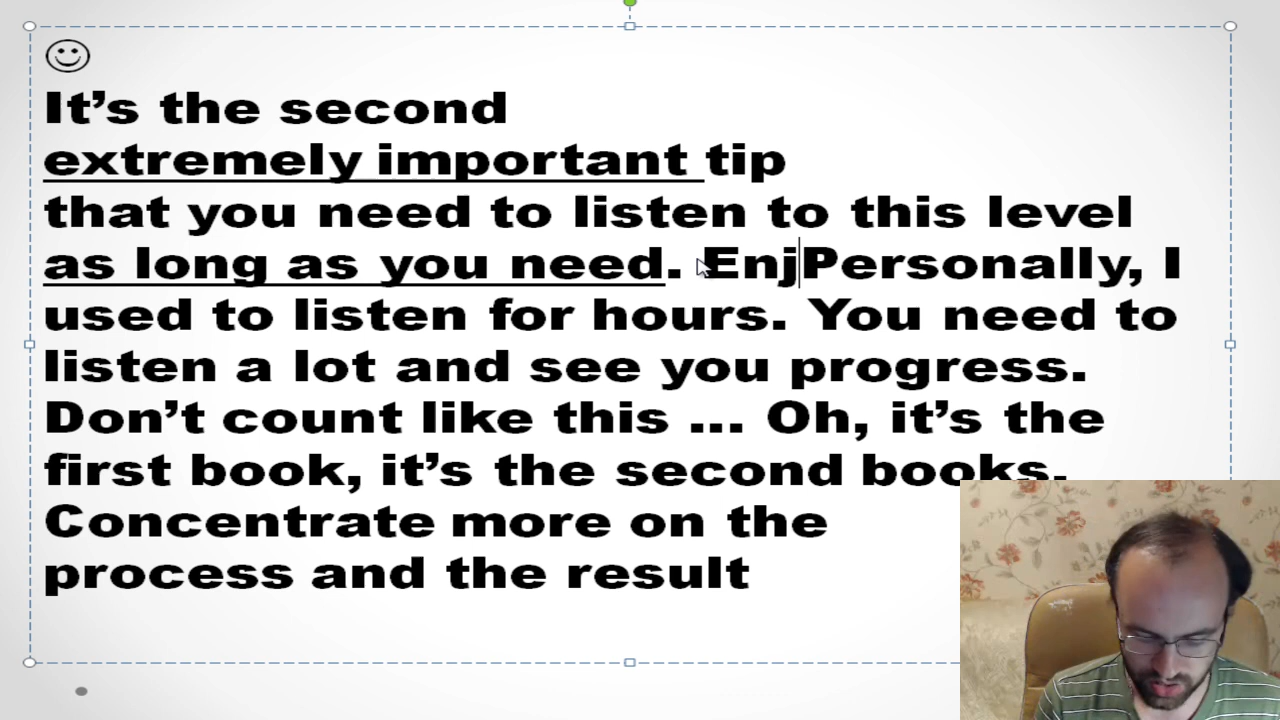 It’s the second
extremely important tip
that you need to listen to this level
as long as you need. EnjPersonally, I
used to listen for hours. You need to
listen a lot and see you progress.
Don’t count like this ... Oh, it’s the
first book, it’s the second books.
Concentrate more on the
process and the result